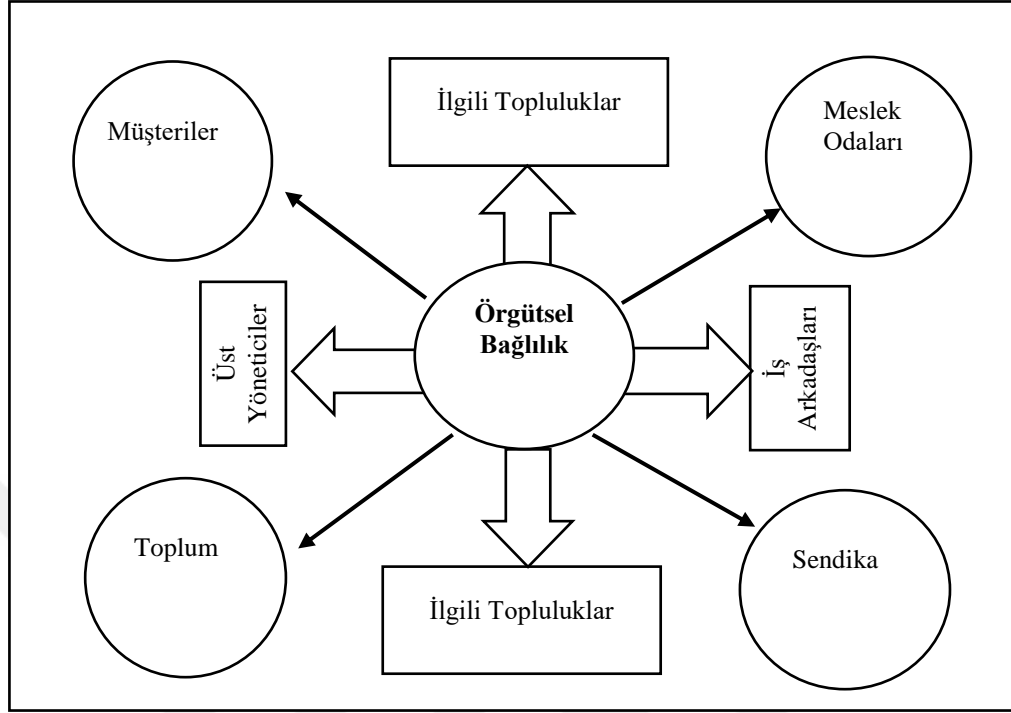 İlgili Topluluklar
Müşteriler
Meslek
Odaları
Örgütsel
Bağlılık
Üst
Yöneticiler
İş
Arkadaşları
Toplum
Sendika
İlgili Topluluklar